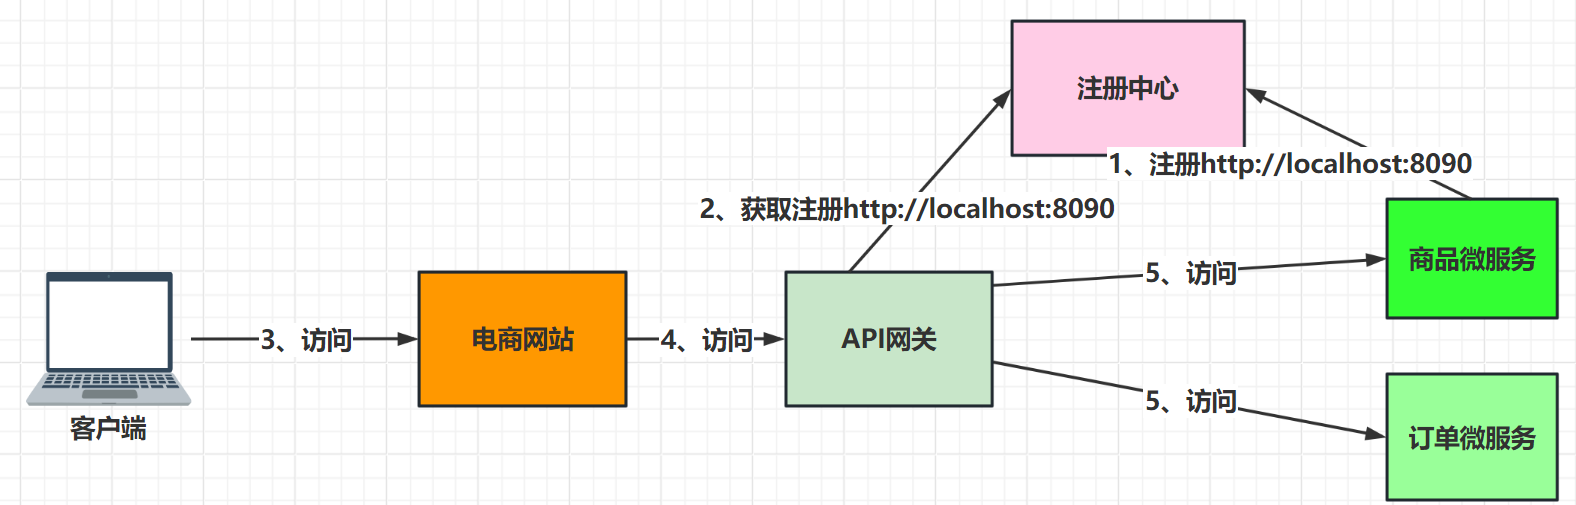 注册中心
1、注册http://localhost:8090
2、获取注册http://localhost:8090
商品微服务
5、访问
3、访问
电商网站
4、访问
API网关
5、访问
客户端
订单微服务